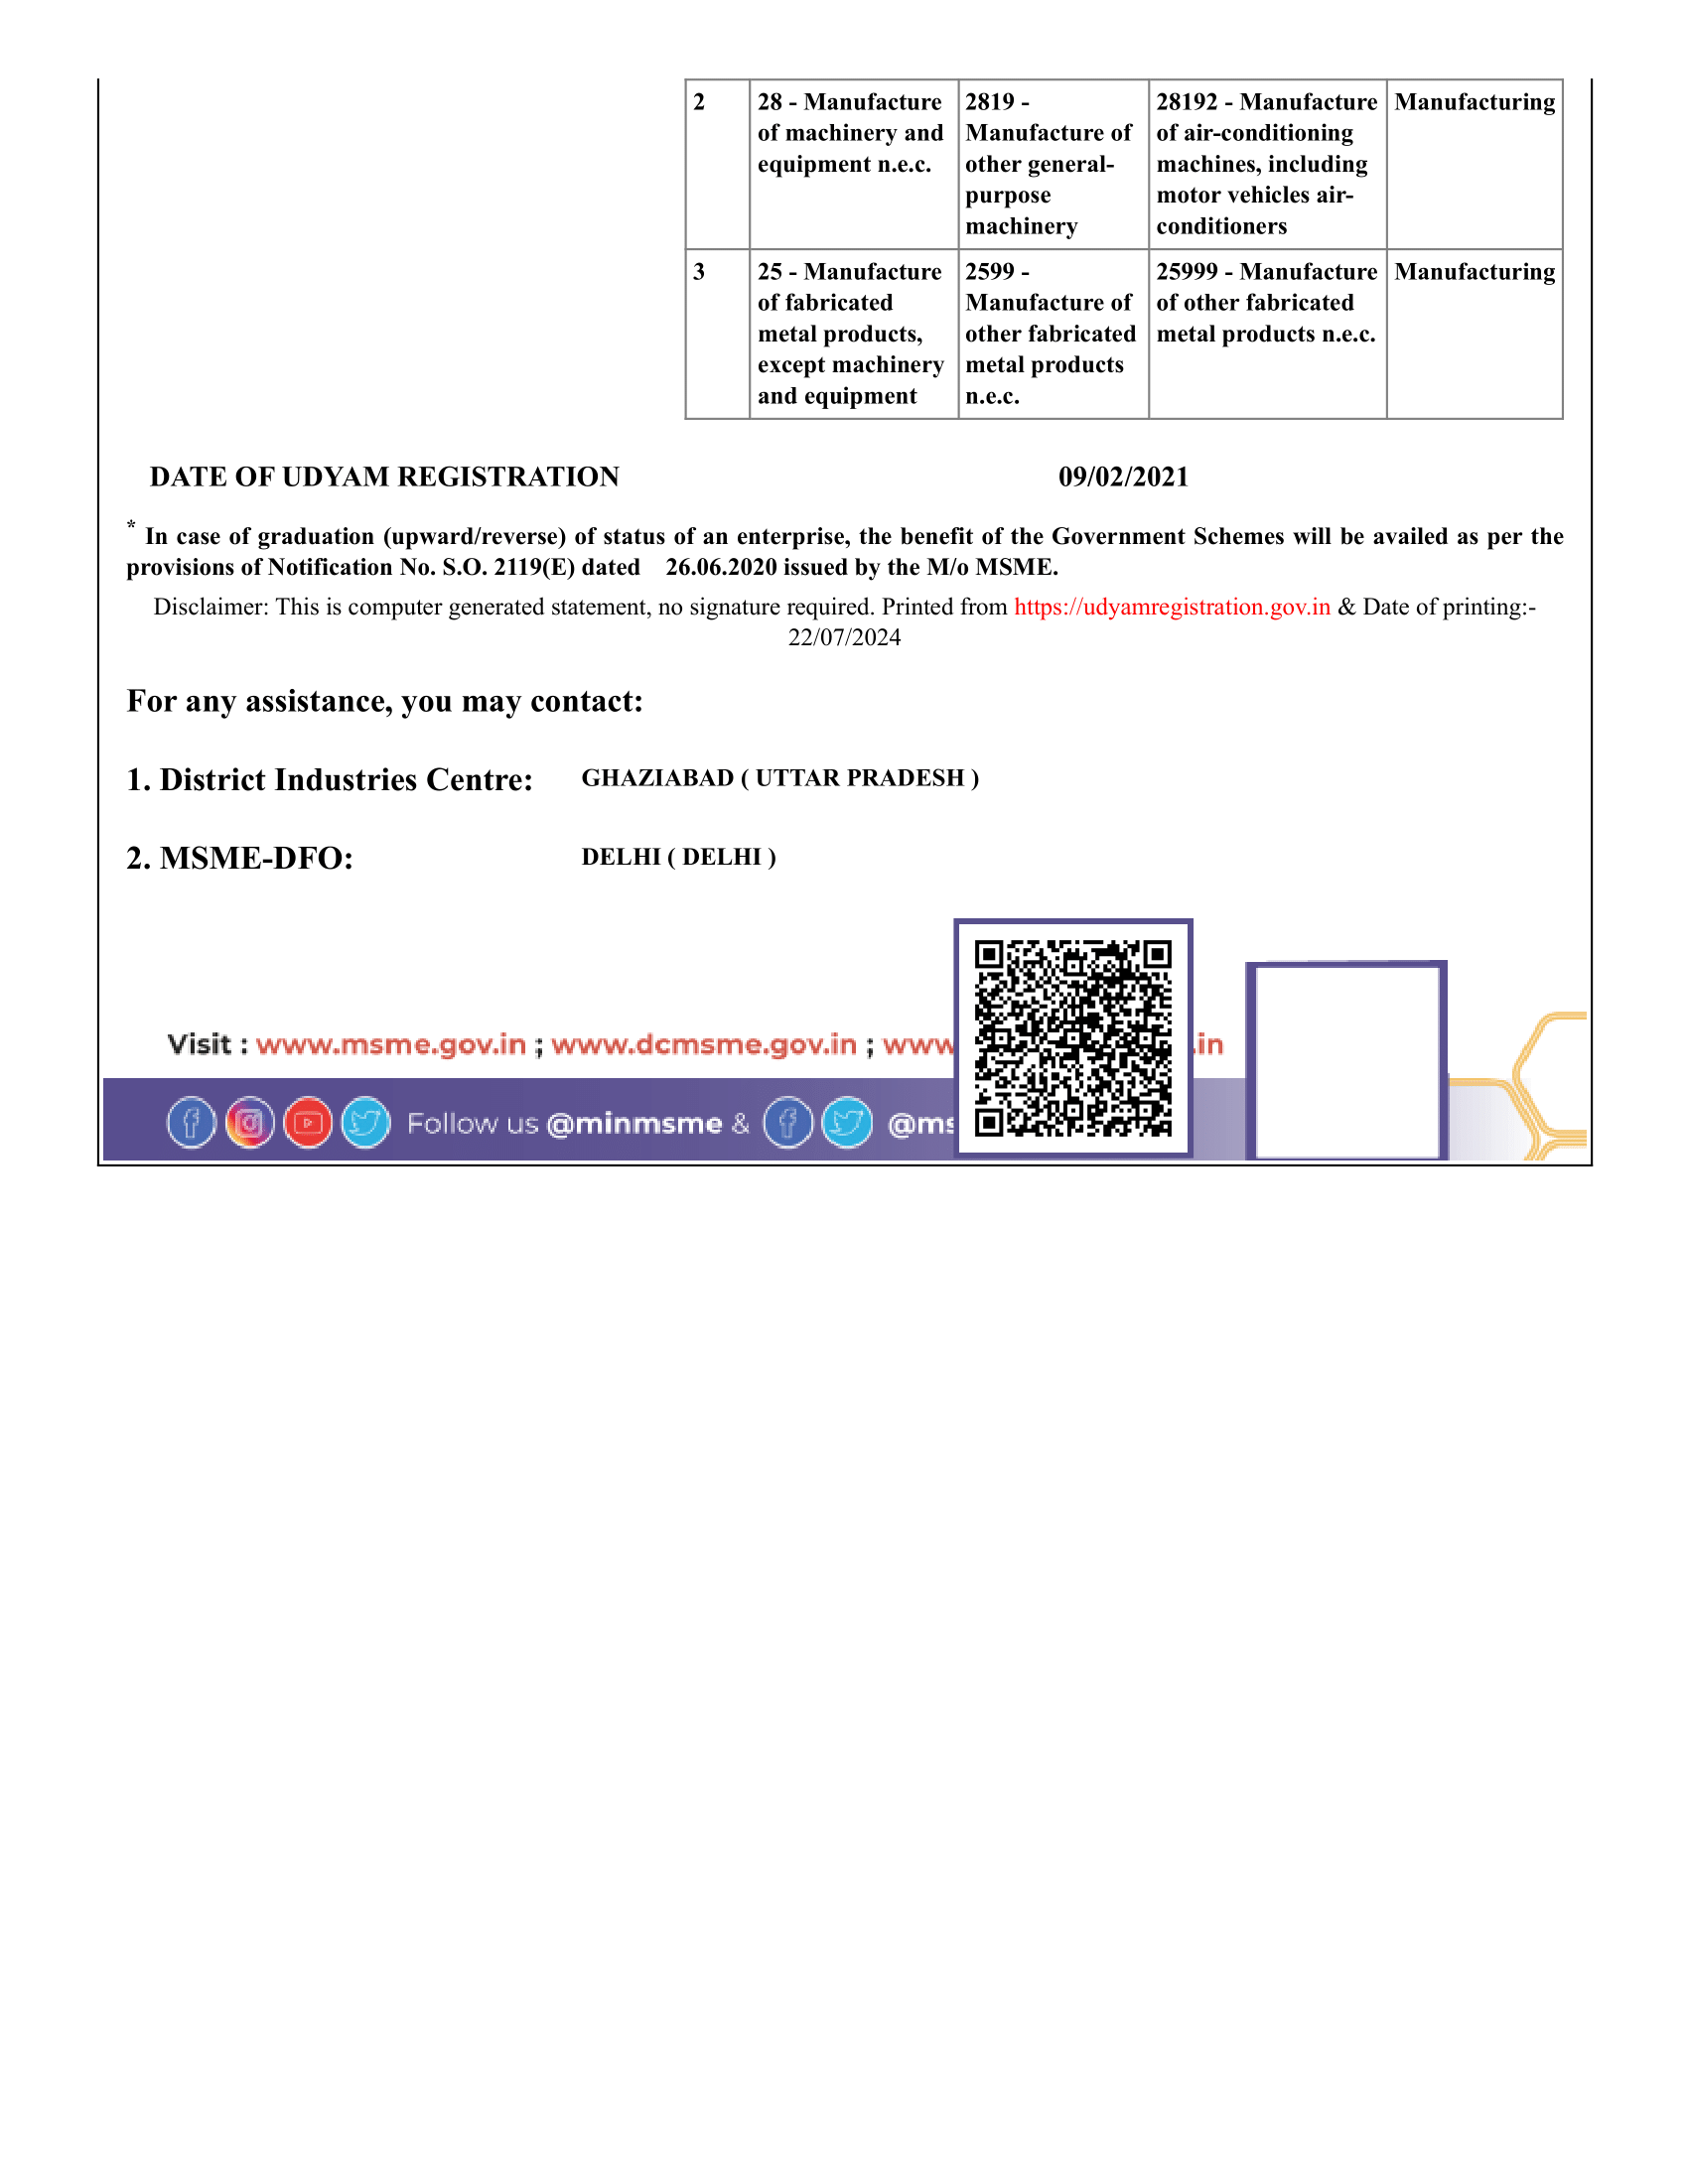 2 28 - Manufacture 2819 - 28192 - Manufacture Manufacturing
of machinery and Manufacture of of air-conditioning
equipment n.e.c. other general- machines, including
purpose motor vehicles air-
machinery conditioners
3 25 - Manufacture 2599 - 25999 - Manufacture Manufacturing
of fabricated Manufacture of of other fabricated
metal products, other fabricated metal products n.e.c.
except machinery metal products
and equipment n.e.c.
DATE OF UDYAM REGISTRATION 09/02/2021
* In case of graduation (upward/reverse) of status of an enterprise, the benefit of the Government Schemes will be availed as per the
provisions of Notification No. S.O. 2119(E) dated 26.06.2020 issued by the M/o MSME.
Disclaimer: This is computer generated statement, no signature required. Printed from https://udyamregistration.gov.in & Date of printing:-
22/07/2024
For any assistance, you may contact:
1. District Industries Centre: GHAZIABAD ( UTTAR PRADESH )
2. MSME-DFO: DELHI ( DELHI )
Visit : www.msme.gov.in ; www.dcmsme.gov.in ; www .in
Follow us @minmsme & @ms